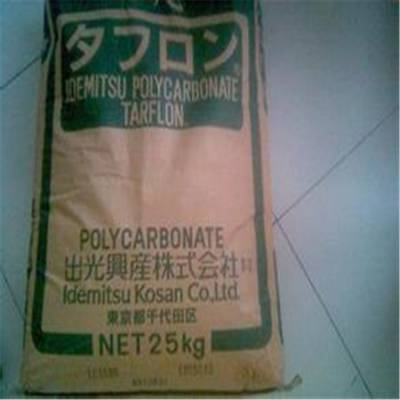 タフロン®
IDEMITSU POLYCARBONATE
TARFLON
POLYCARBONATE
出光興産株式会社
Idemitsu Kosan Co.,Ltd.
東京都千代田区
NET 25kg